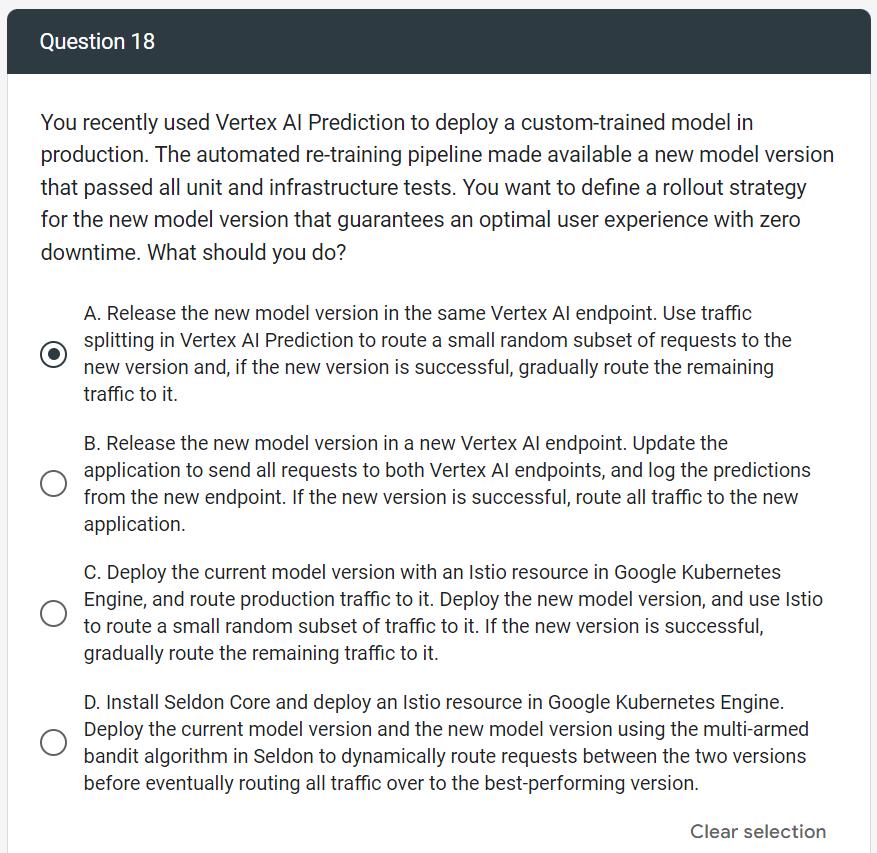 Question 18
You recently used Vertex AI Prediction to deploy a custom-trained model in
production. The automated re-training pipeline made available a new model version
that passed all unit and infrastructure tests. You want to define a rollout strategy
for the new model version that guarantees an optimal user experience with zero
downtime. What should you do?
A. Release the new model version in the same Vertex AI endpoint. Use traffic
splitting in Vertex AI Prediction to route a small random subset of requests to the
new version and, if the new version is successful, gradually route the remaining
traffic to it.
B. Release the new model version in a new Vertex AI endpoint. Update the
application to send all requests to both Vertex AI endpoints, and log the predictions
from the new endpoint. If the new version is successful, route all traffic to the new
application.
C. Deploy the current model version with an Istio resource in Google Kubernetes
Engine, and route production traffic to it. Deploy the new model version, and use Istio
to route a small random subset of traffic to it. If the new version is successful,
gradually route the remaining traffic to it.
D. Install Seldon Core and deploy an Istio resource in Google Kubernetes Engine.
Deploy the current model version and the new model version using the multi-armed
bandit algorithm in Seldon to dynamically route requests between the two versions
before eventually routing all traffic over to the best-performing version.
Clear selection